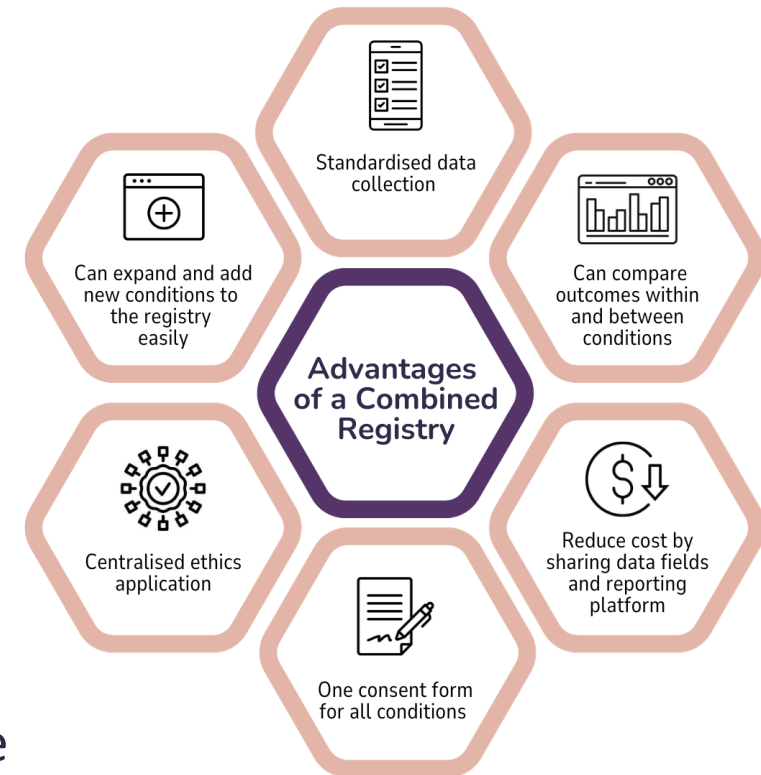 Standardised data
collection
Can expand and add
new conditions to
the registry
easily
Can compare
outcomes within
and between
conditions
Advantages
of a Combined
Registry
Centralised ethics
application
Reduce cost by
sharing data fields
and reporting
platform
One consent form
for all conditions
e